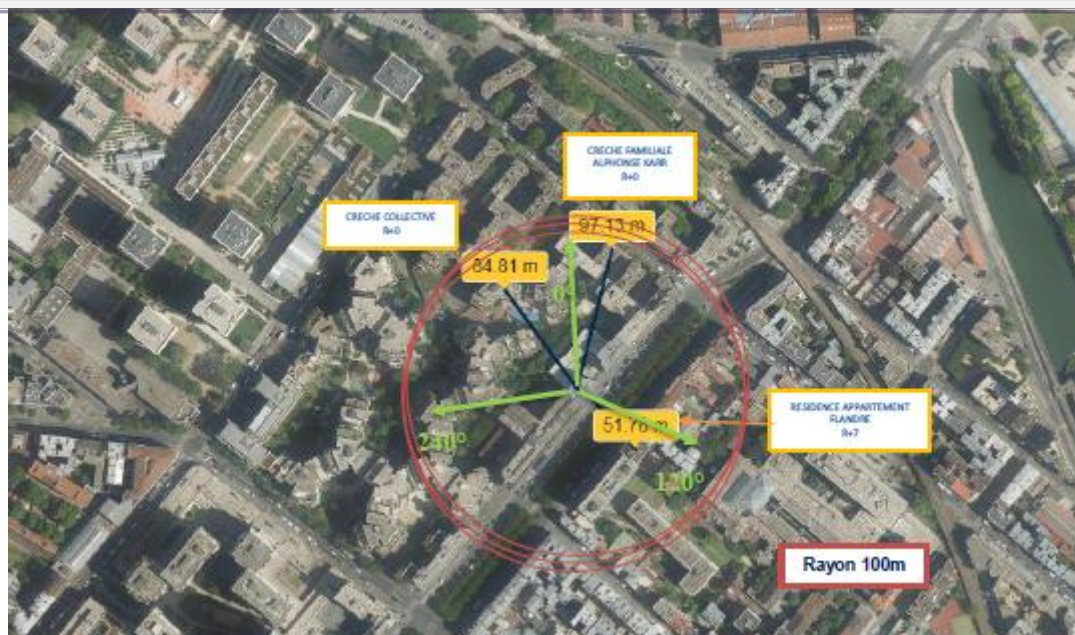 CRECHE FAMILIALE
ALPHONSE KARR
R+0
CRECHE COLLECTIVE
R+0
97.13 m
84.81 m
0°
RESIDENCE APPARTEMENT
FLANDRE
R+7
51.76 m
120°
Rayon 100m